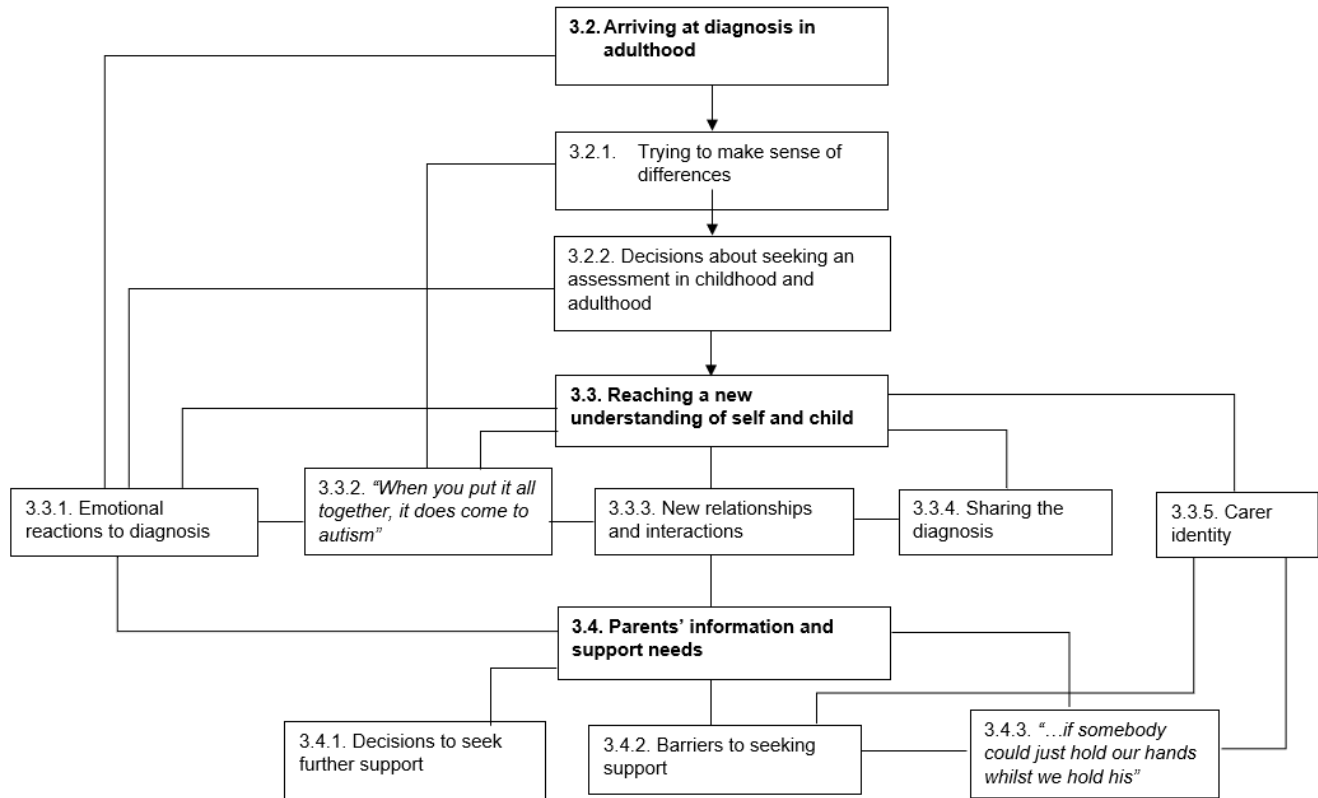 3.2. Arriving at diagnosis in
adulthood
3.2.1. Trying to make sense of
differences
3.2.2. Decisions about seeking an
assessment in childhood and
adulthood
3.3. Reaching a new
understanding of self and child
3.3.1. Emotional
reactions to diagnosis
3.3.2. “When you put it all
together, it does come to
autism”
3.3.3. New relationships
and interactions
3.3.4. Sharing the
diagnosis
3.3.5. Carer
identity
3.4. Parents’ information and
support needs
3.4.1. Decisions to seek
further support
3.4.2. Barriers to seeking
support
3.4.3. “…if somebody
could just hold our hands
whilst we hold his”